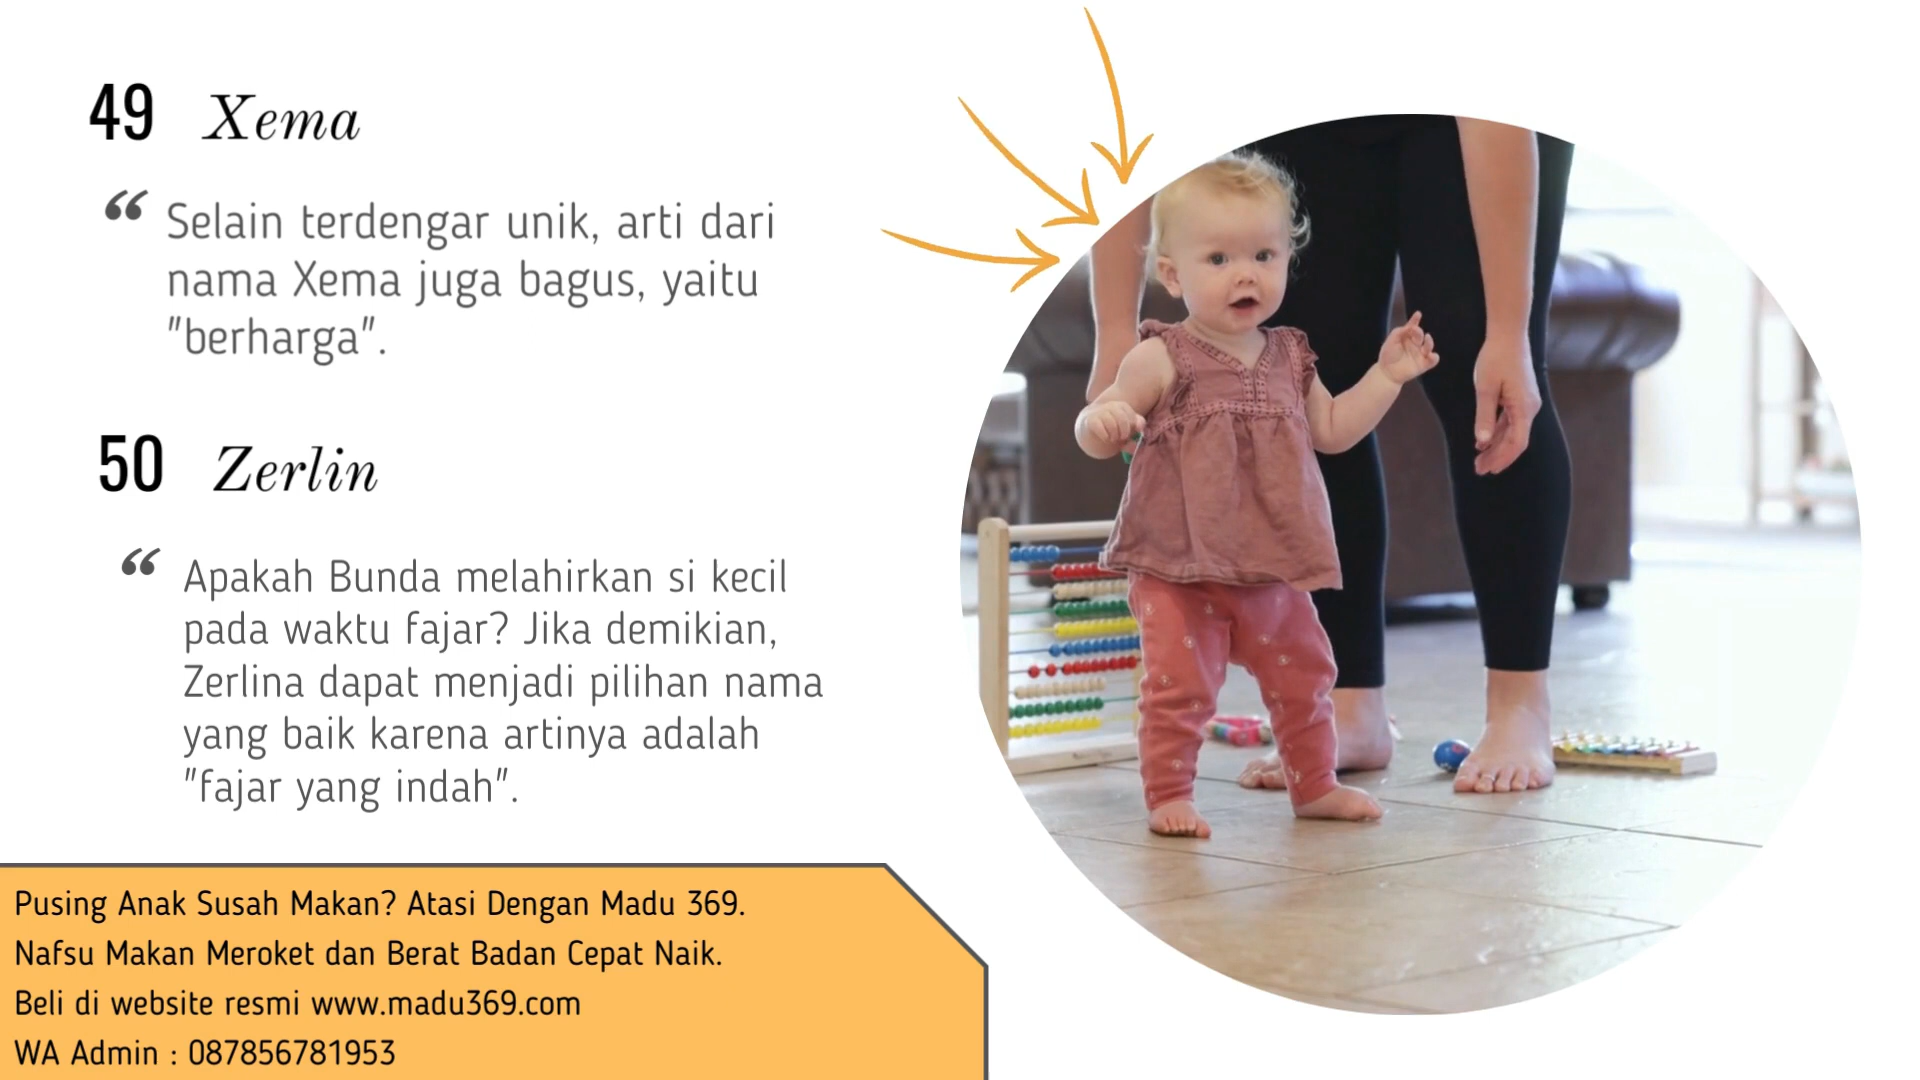 49 Xema
“ Selain terdengar unik, arti dari
nama Xema juga bagus, yaitu
"berharga".
50 Zerlin
“ Apakah Bunda melahirkan si kecil
pada waktu fajar? Jika demikian,
Zerlina dapat menjadi pilihan nama
yang baik karena artinya adalah
"fajar yang indah".
Pusing Anak Susah Makan? Atasi Dengan Madu 369.
Nafsu Makan Meroket dan Berat Badan Cepat Naik.
Beli di website resmi www.madu369.com
WA Admin : 087856781953